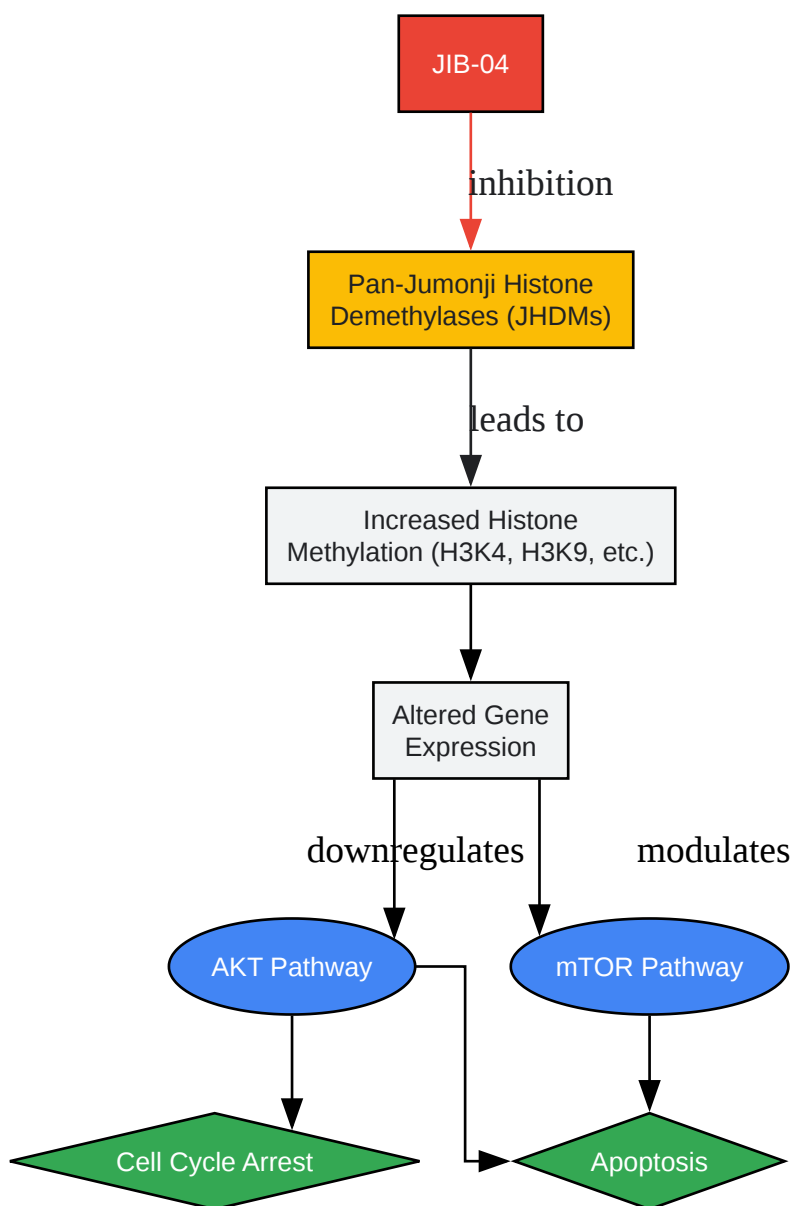 JIB-04
inhibition
Pan-Jumonji Histone
Demethylases (JHDMs)
leads to
Increased Histone
Methylation (H3K4, H3K9, etc.)
Altered Gene
Expression
downregulates
modulates
AKT Pathway
mTOR Pathway
Cell Cycle Arrest
Apoptosis